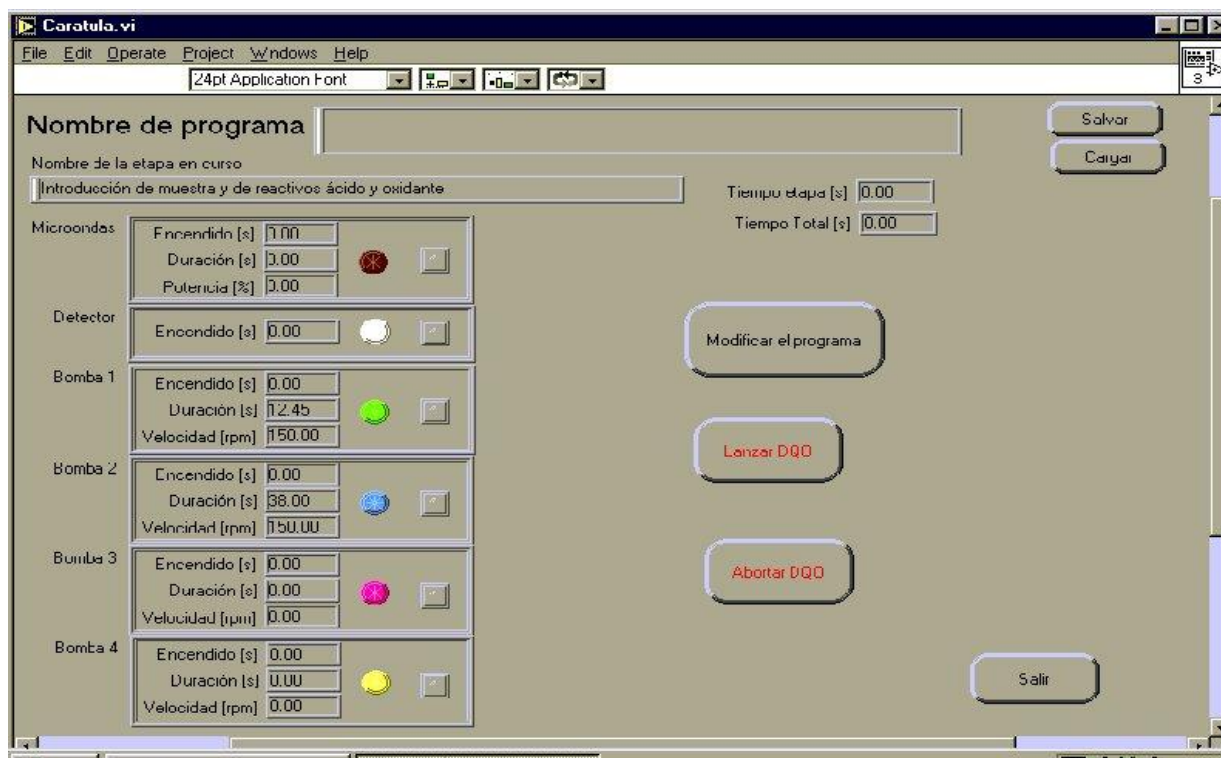 Caratula.vi
File Edit Operate Project Windows Help
24pt Application Font
3
Nombre de programa
Salvar
Cargar
Nombre de la etapa en curso
Introducción de muestra y de reactivos ácido y oxidante
Tiempo etapa [s] 0.00
Tiempo Total [s] 0.00
Microondas
Encendido [s] 0.00
Duración [s] 0.00
Potencia [%] 0.00
Detector
Encendido [s] 0.00
Modificar el programa
Bomba 1
Encendido [s] 0.00
Duración [s] 12.45
Velocidad [rpm] 150.00
Lanzar DQO
Bomba 2
Encendido [s] 0.00
Duración [s] 38.00
Velocidad [rpm] 150.00
Bomba 3
Encendido [s] 0.00
Duración [s] 0.00
Velocidad [rpm] 0.00
Abortar DQO
Bomba 4
Encendido [s] 0.00
Duración [s] 0.00
Velocidad [rpm] 0.00
Salir